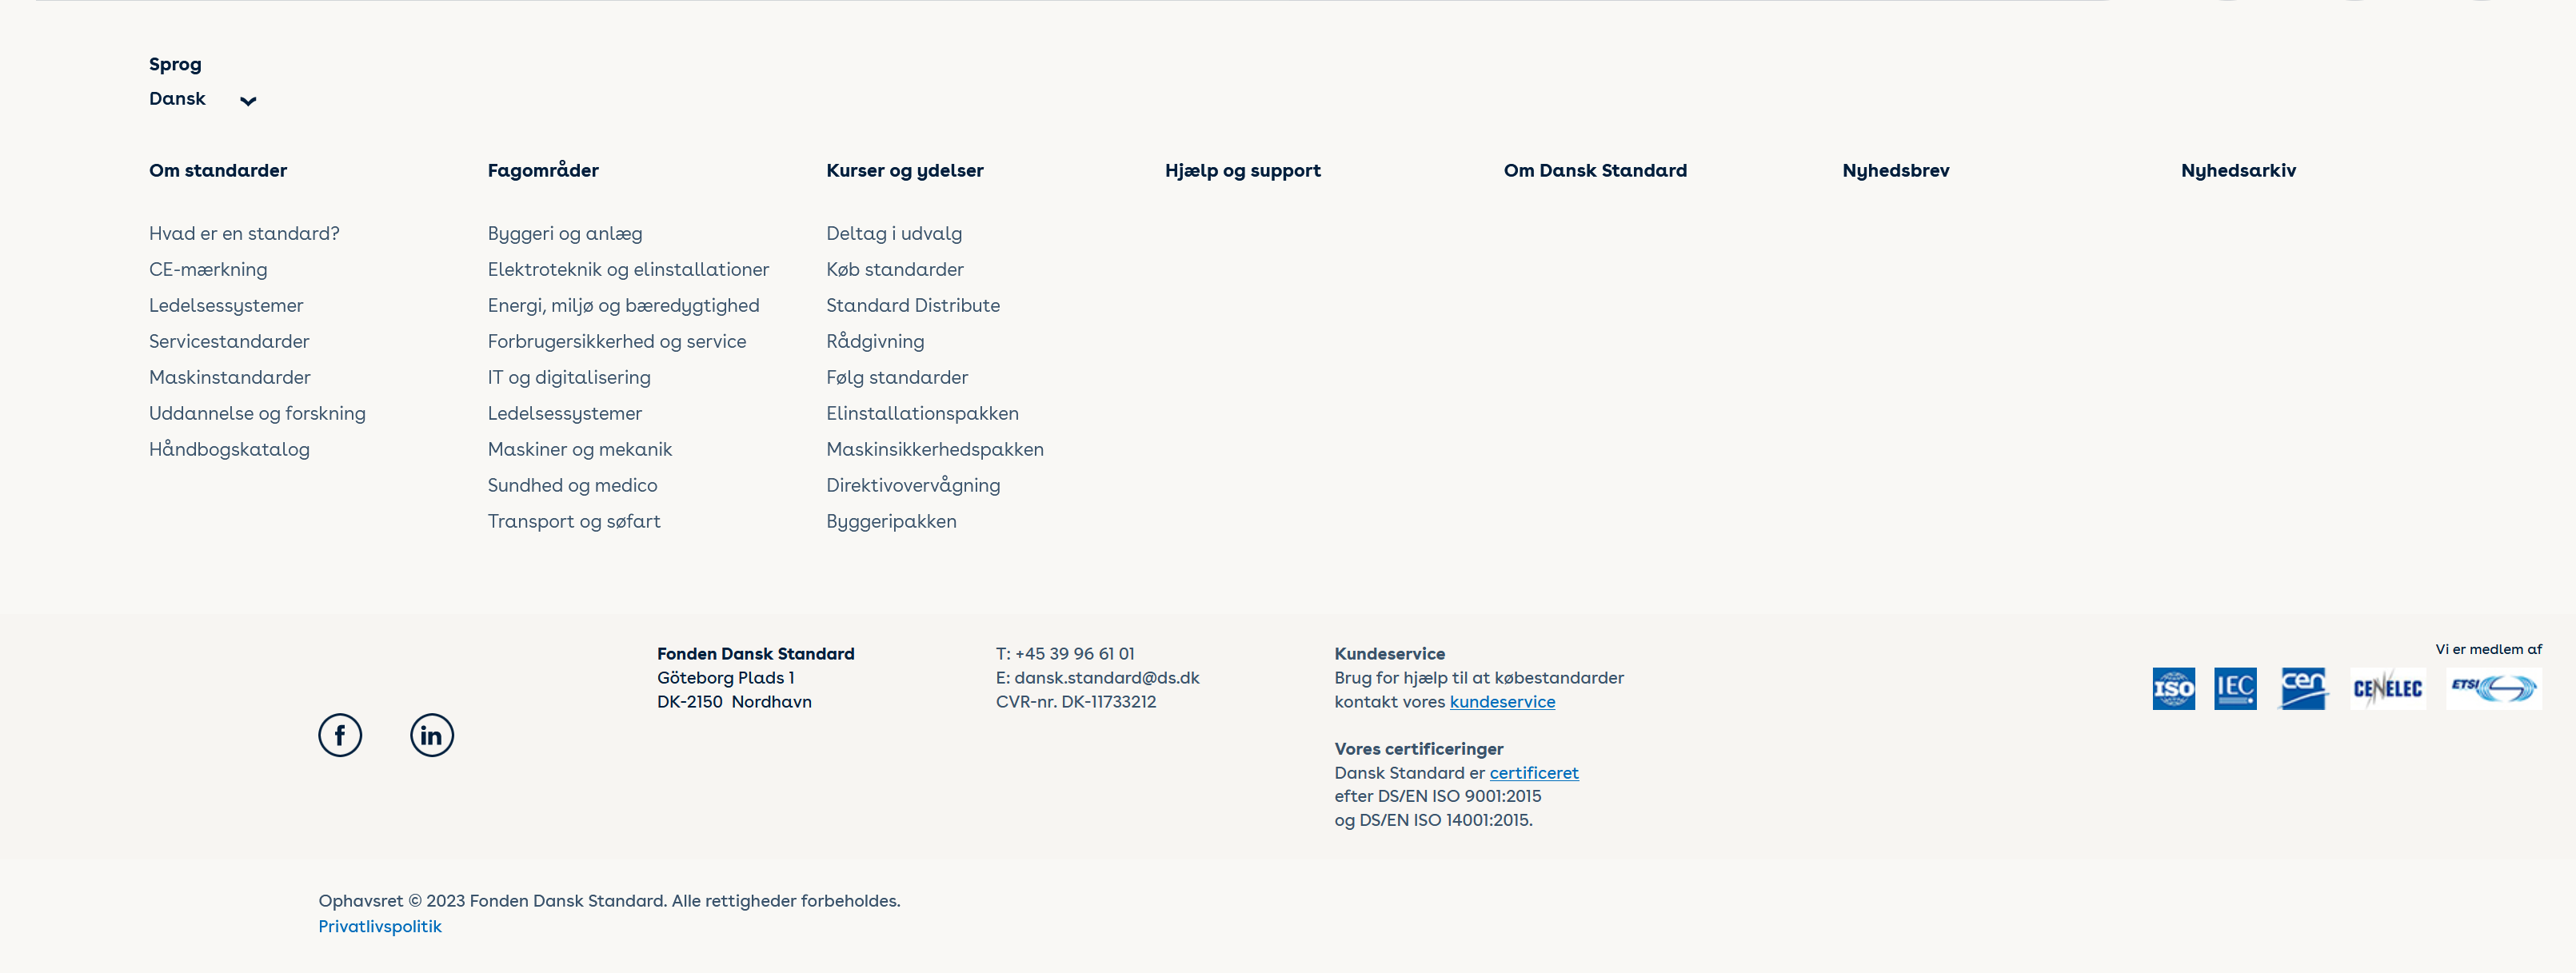 Sprog
Dansk
Om standarder
Hvad er en standard?
CE-mærkning
Ledelsessystemer
Servicestandarder
Maskinstandarder
Uddannelse og forskning
Håndbogskatalog
Fagområder
Byggeri og anlæg
Elektroteknik og elinstallationer
Energi, miljø og bæredygtighed
Forbrugersikkerhed og service
IT og digitalisering
Ledelsessystemer
Maskiner og mekanik
Sundhed og medico
Transport og søfart
Kurser og ydelser
Deltag i udvalg
Køb standarder
Standard Distribute
Rådgivning
Følg standarder
Elinstallationspakken
Maskinsikkerhedspakken
Direktivovervågning
Byggeripakken
Hjælp og support
Om Dansk Standard
Nyhedsbrev
Nyhedsarkiv
f
in
Fonden Dansk Standard
Göteborg Plads 1
DK-2150 Nordhavn
T: +45 39 96 61 01
E: dansk.standard@ds.dk
CVR-nr. DK-11733212
Kundeservice
Brug for hjælp til at købestandarder
kontakt vores kundeservice
Vores certificeringer
Dansk Standard er certificeret
efter DS/EN ISO 9001:2015
og DS/EN ISO 14001:2015.
Vi er medlem af
ISO IEC cen CENELEC ETSI
Ophavsret © 2023 Fonden Dansk Standard. Alle rettigheder forbeholdes.
Privatlivspolitik